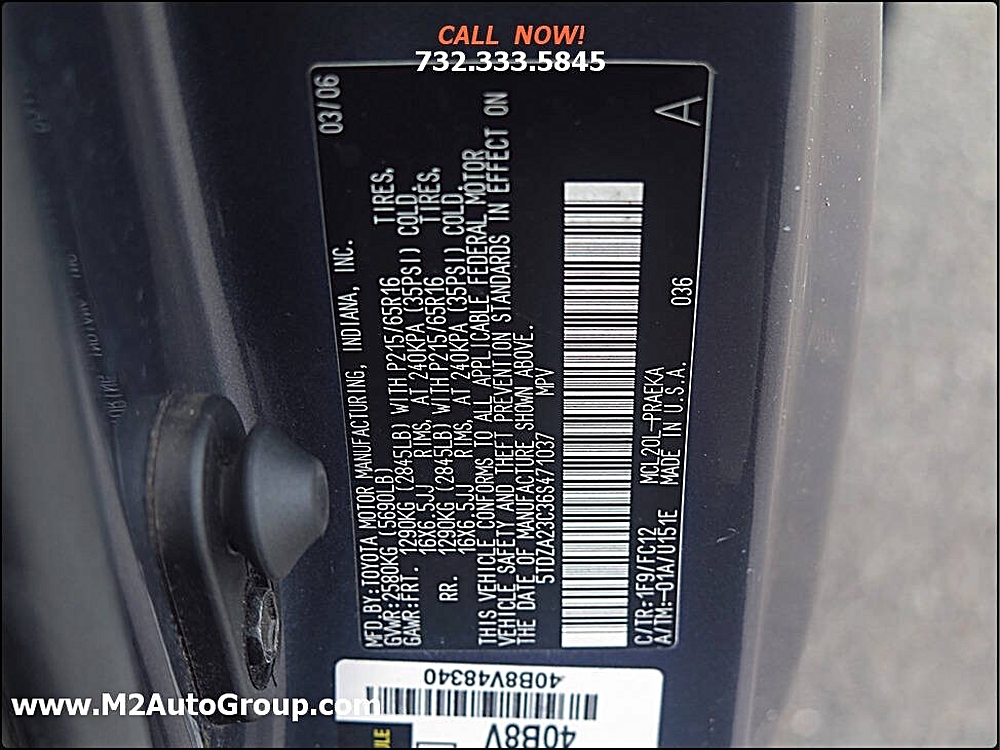 CALL NOW!
732.333.5845
03/06
MFD.BY:TOYOTA MOTOR MANUFACTURING, INDIANA, INC.
GVWR:2580KG (5690LB)
GAWR:FRT. 1290KG (2845LB) WITH P215/65R16 TIRES,
16X6.5JJ RIMS, AT 240KPA (35PSI) COLD.
RR. 1290KG (2845LB) WITH P215/65R16 TIRES,
16X6.5JJ RIMS, AT 240KPA (35PSI) COLD.
THIS VEHICLE CONFORMS TO ALL APPLICABLE FEDERAL MOTOR
VEHICLE SAFETY AND THEFT PREVENTION STANDARDS IN EFFECT ON
THE DATE OF MANUFACTURE SHOWN ABOVE.
5TDZA23C36S471037 MPV
C/TR:1F9/FC12 MCL20L-PRAEKA
A/TM:-01A/U151E MADE IN U.S.A. 036
A
40B8V48340
40B8V
www.M2AutoGroup.com